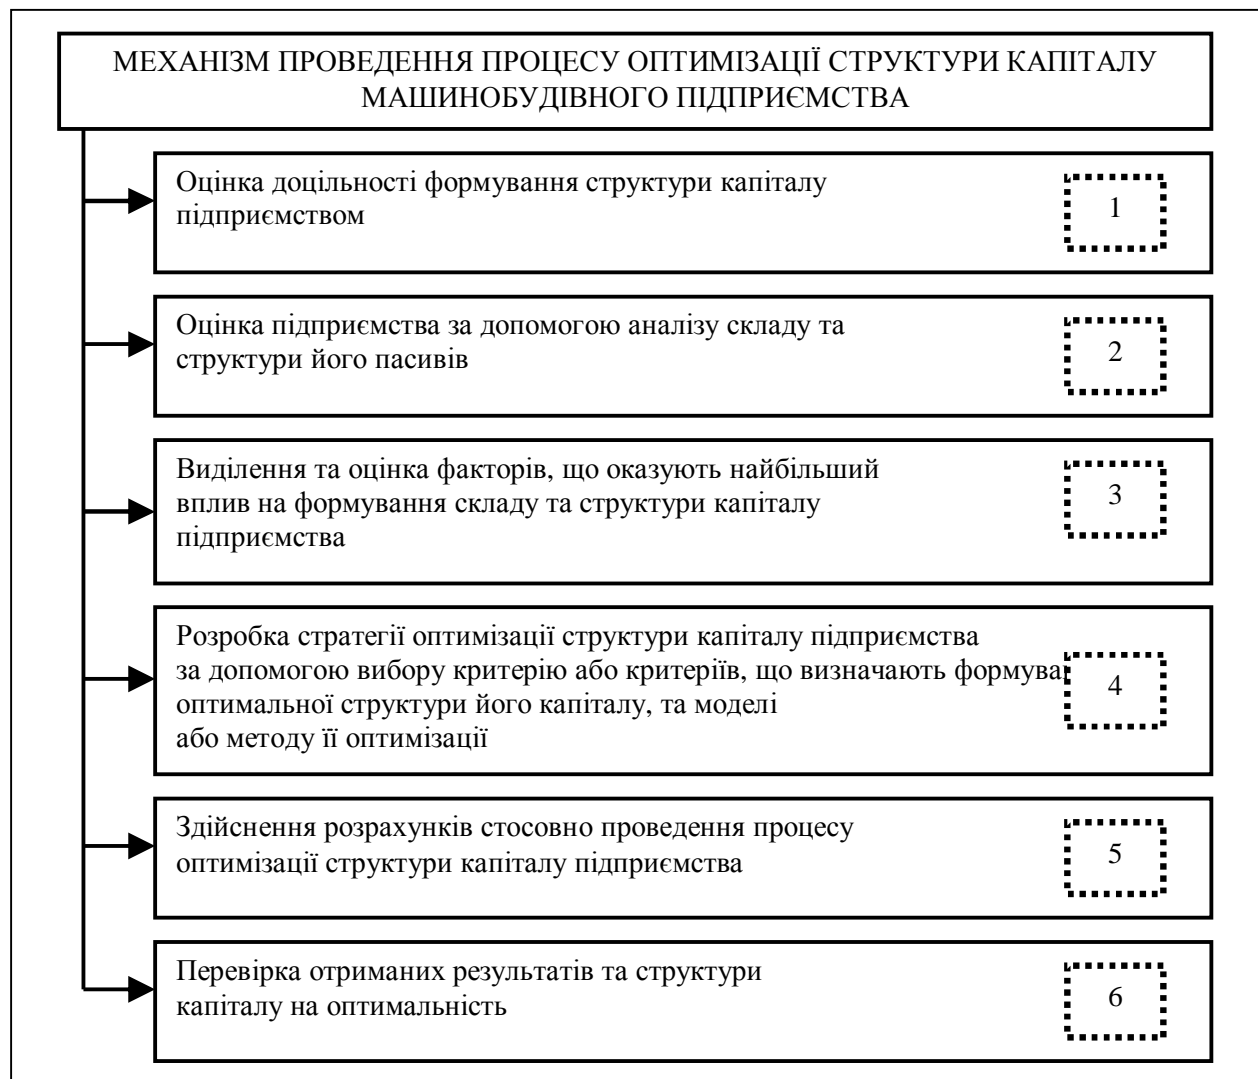 МЕХАНІЗМ ПРОВЕДЕННЯ ПРОЦЕСУ ОПТИМІЗАЦІЇ СТРУКТУРИ КАПІТАЛУ
МАШИНОБУДІВНОГО ПІДПРИЄМСТВА
Оцінка доцільності формування структури капіталу
підприємством
1
Оцінка підприємства за допомогою аналізу складу та
структури його пасивів
2
Виділення та оцінка факторів, що оказують найбільший
вплив на формування складу та структури капіталу
підприємства
3
Розробка стратегії оптимізації структури капіталу підприємства
за допомогою вибору критерію або критеріїв, що визначають
оптимальної структури його капіталу, та моделі
або методу її оптимізації
4
Здійснення розрахунків стосовно проведення процесу
оптимізації структури капіталу підприємства
5
Перевірка отриманих результатів та структури
капіталу на оптимальність
6